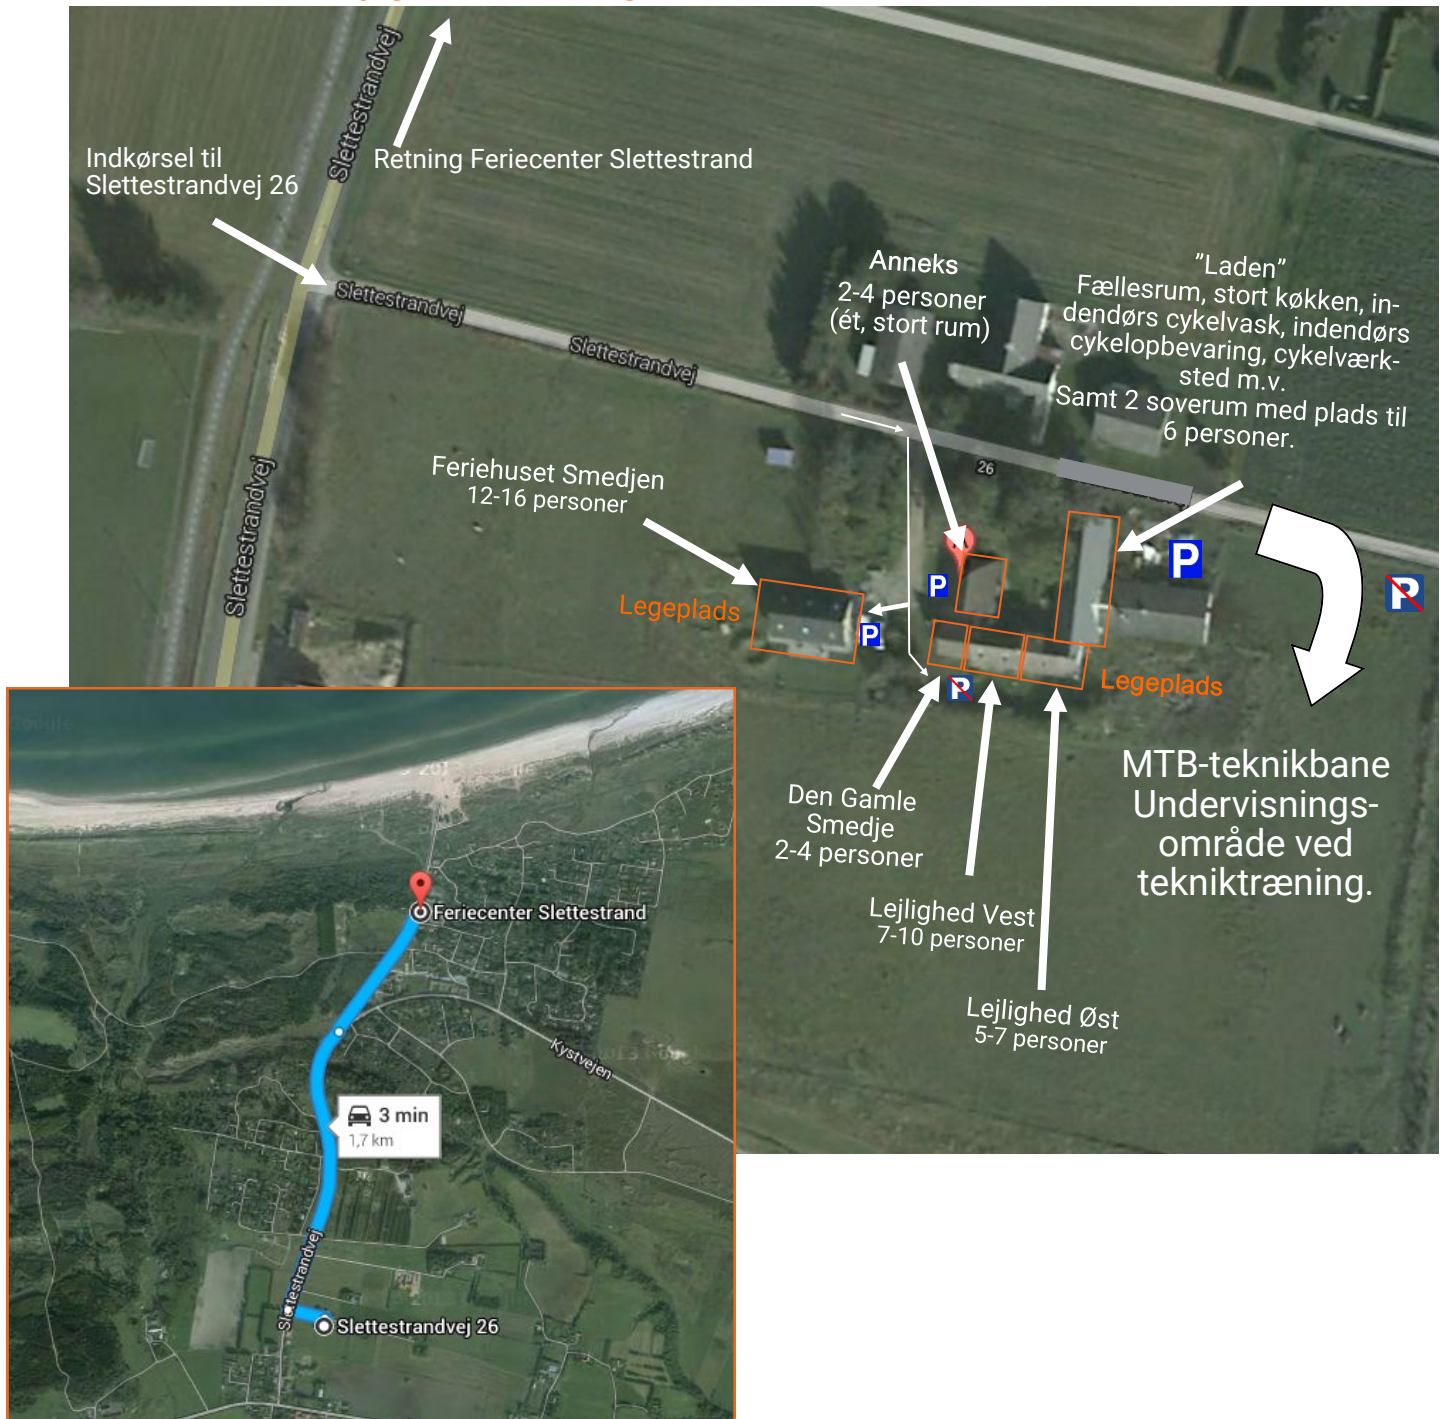 Slettestrandvej
Indkørsel til
Slettestrandvej 26
Retning Feriecenter Slettestrand
Slettestrandvej
Slettestrandvej
Anneks
2-4 personer
(ét, stort rum)
”Laden”
Fællesrum, stort køkken, in-
dendørs cykelvask, indendørs
cykelopbevaring, cykelværk-
sted m.v.
Samt 2 soverum med plads til
6 personer.
26
Feriehuset Smedjen
12-16 personer
Slettestrandvej
Legeplads
P
P
P
P
P
Legeplads
Den Gamle
Smedje
2-4 personer
Lejlighed Vest
7-10 personer
Lejlighed Øst
5-7 personer
MTB-teknikbane
Undervisnings-
område ved
tekniktræning.
Google
Feriecenter Slettestrand
Kystvejen
3 min
1,7 km
Slettestrandvej
Slettestrandvej 26